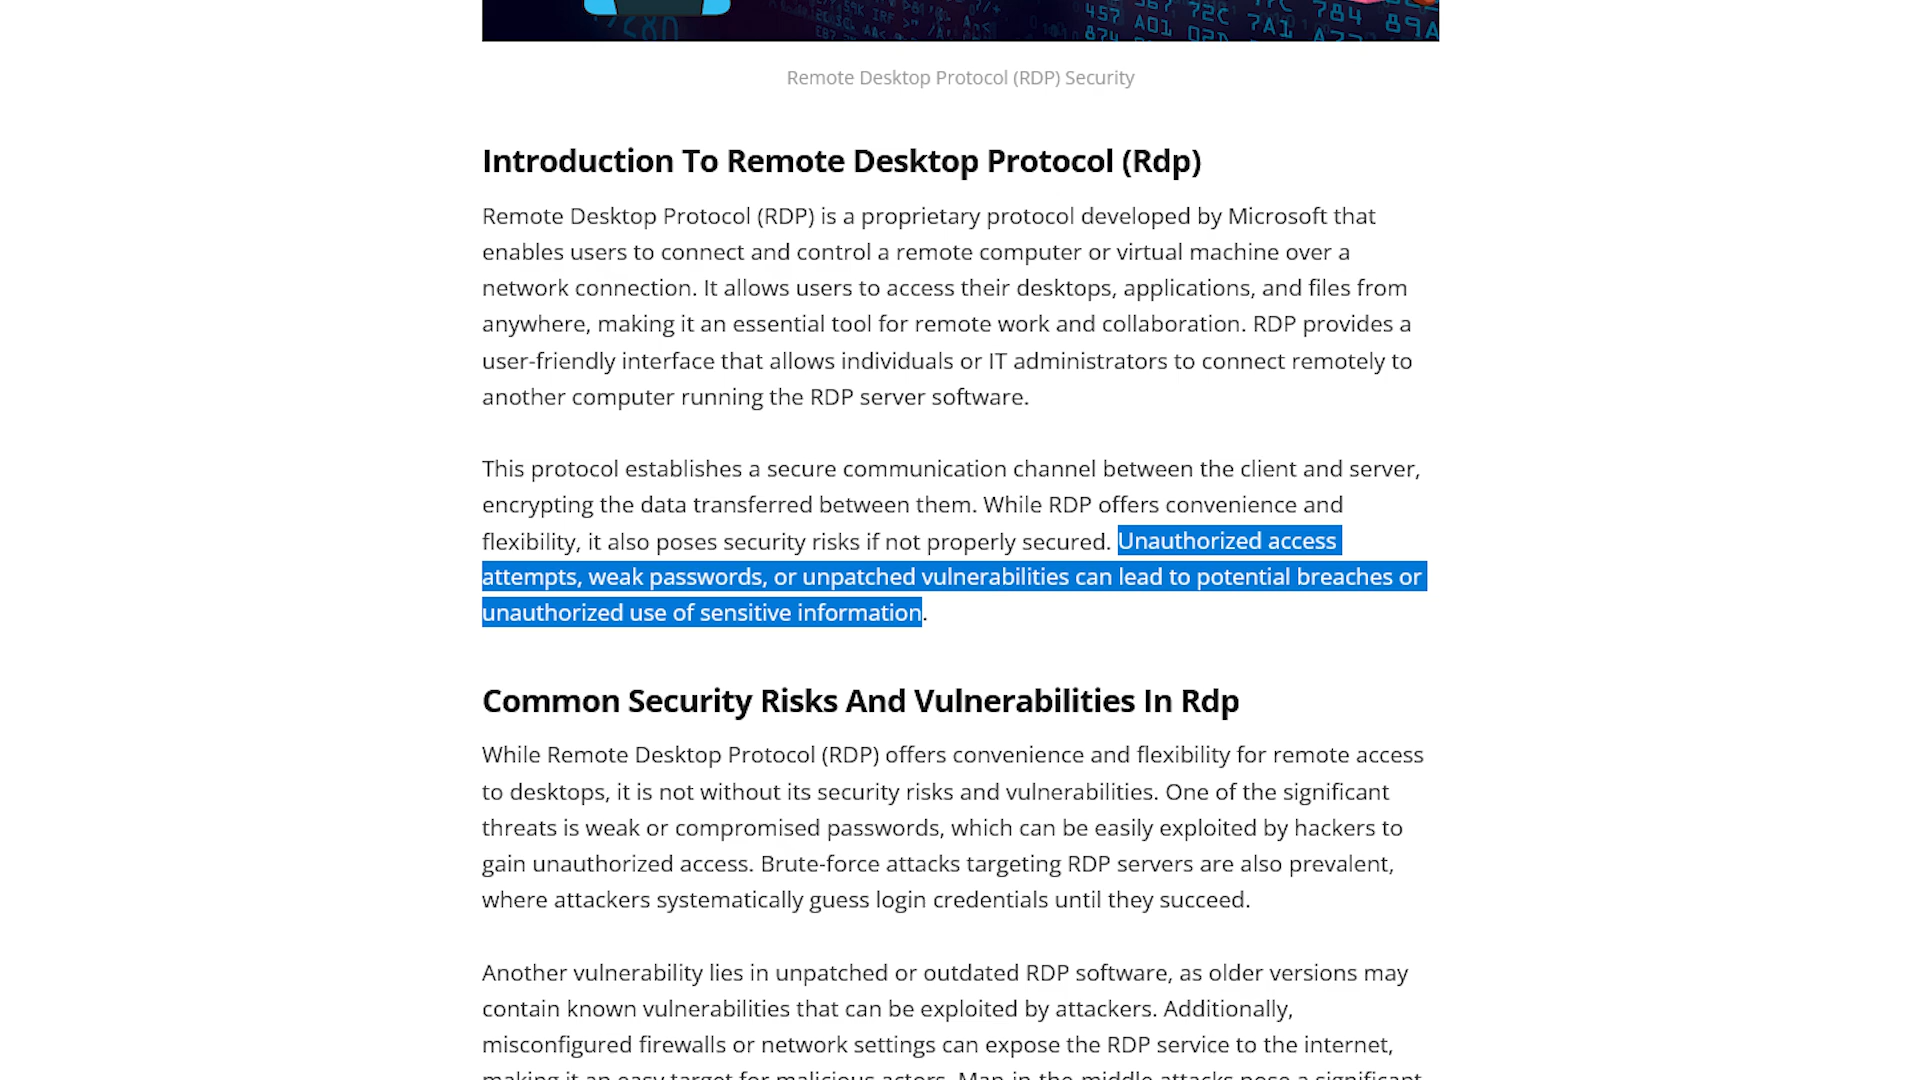 457 72C 784 89A
A01 7A1
Remote Desktop Protocol (RDP) Security
Introduction To Remote Desktop Protocol (Rdp)
Remote Desktop Protocol (RDP) is a proprietary protocol developed by Microsoft that
enables users to connect and control a remote computer or virtual machine over a
network connection. It allows users to access their desktops, applications, and files from
anywhere, making it an essential tool for remote work and collaboration. RDP provides a
user-friendly interface that allows individuals or IT administrators to connect remotely to
another computer running the RDP server software.
This protocol establishes a secure communication channel between the client and server,
encrypting the data transferred between them. While RDP offers convenience and
flexibility, it also poses security risks if not properly secured. Unauthorized access
attempts, weak passwords, or unpatched vulnerabilities can lead to potential breaches or
unauthorized use of sensitive information.
Common Security Risks And Vulnerabilities In Rdp
While Remote Desktop Protocol (RDP) offers convenience and flexibility for remote access
to desktops, it is not without its security risks and vulnerabilities. One of the significant
threats is weak or compromised passwords, which can be easily exploited by hackers to
gain unauthorized access. Brute-force attacks targeting RDP servers are also prevalent,
where attackers systematically guess login credentials until they succeed.
Another vulnerability lies in unpatched or outdated RDP software, as older versions may
contain known vulnerabilities that can be exploited by attackers. Additionally,
misconfigured firewalls or network settings can expose the RDP service to the internet,
making it an easy target for malicious actors. Man-in-the-middle attacks pose a significant